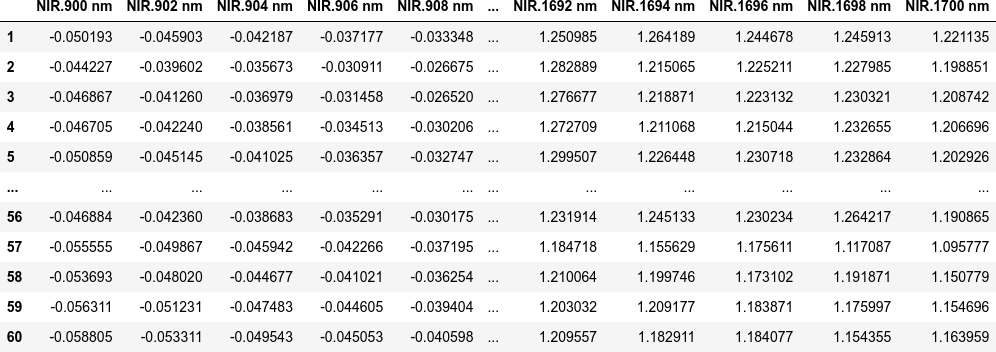 NIR.900 nm NIR.902 nm NIR.904 nm NIR.906 nm NIR.908 nm ... NIR.1692 nm NIR.1694 nm NIR.1696 nm NIR.1698 nm NIR.1700 nm
1 -0.050193 -0.045903 -0.042187 -0.037177 -0.033348 ... 1.250985 1.264189 1.244678 1.245913 1.221135
2 -0.044227 -0.039602 -0.035673 -0.030911 -0.026675 ... 1.282889 1.215065 1.225211 1.227985 1.198851
3 -0.046867 -0.041260 -0.036979 -0.031458 -0.026520 ... 1.276677 1.218871 1.223132 1.230321 1.208742
4 -0.046705 -0.042240 -0.038561 -0.034513 -0.030206 ... 1.272709 1.211068 1.215044 1.232655 1.206696
5 -0.050859 -0.045145 -0.041025 -0.036357 -0.032747 ... 1.299507 1.226448 1.230718 1.232864 1.202926
... ... ... ... ... ... ... ... ... ... ... ...
56 -0.046884 -0.042360 -0.038683 -0.035291 -0.030175 ... 1.231914 1.245133 1.230234 1.264217 1.190865
57 -0.055555 -0.049867 -0.045942 -0.042266 -0.037195 ... 1.184718 1.155629 1.175611 1.117087 1.095777
58 -0.053693 -0.048020 -0.044677 -0.041021 -0.036254 ... 1.210064 1.199746 1.173102 1.191871 1.150779
59 -0.056311 -0.051231 -0.047483 -0.044605 -0.039404 ... 1.203032 1.209177 1.183871 1.175997 1.154696
60 -0.058805 -0.053311 -0.049543 -0.045053 -0.040598 ... 1.209557 1.182911 1.184077 1.154355 1.163959